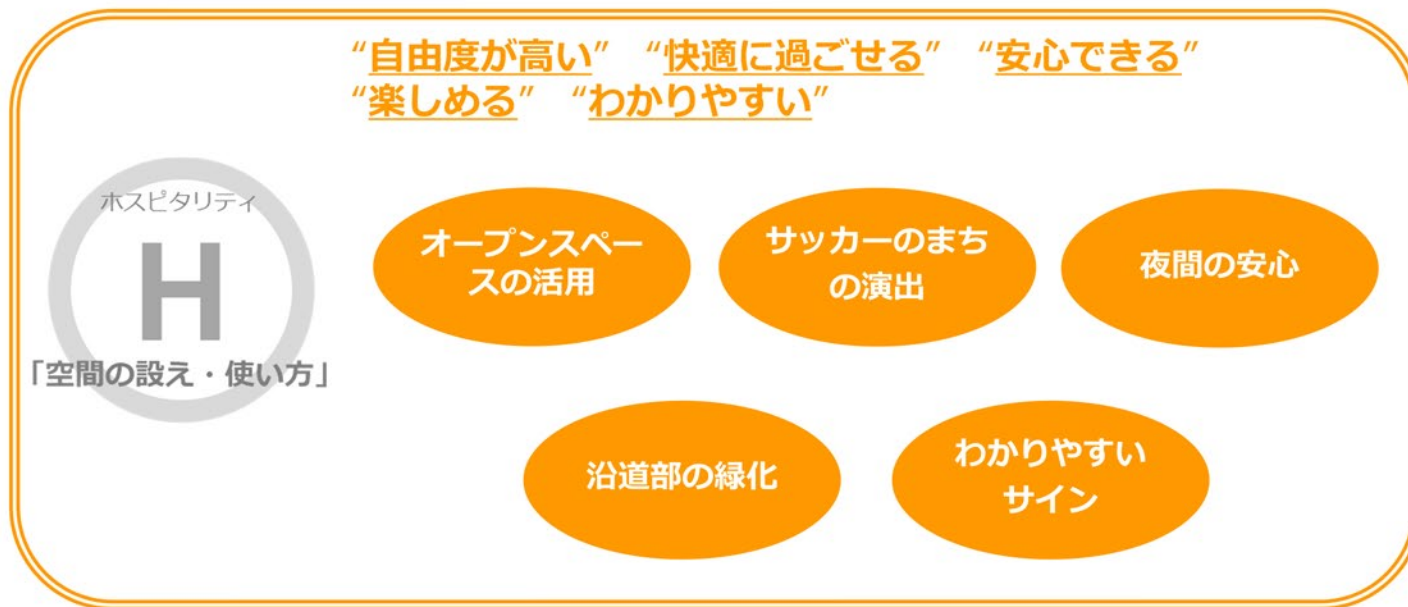 “自由度が高い” “快適に過ごせる” “安心できる”
“楽しめる” “わかりやすい”
ホスピタリティ
H
「空間の設え・使い方」
オープンスペー
スの活用
サッカーのまち
の演出
夜間の安心
沿道部の緑化
わかりやすい
サイン